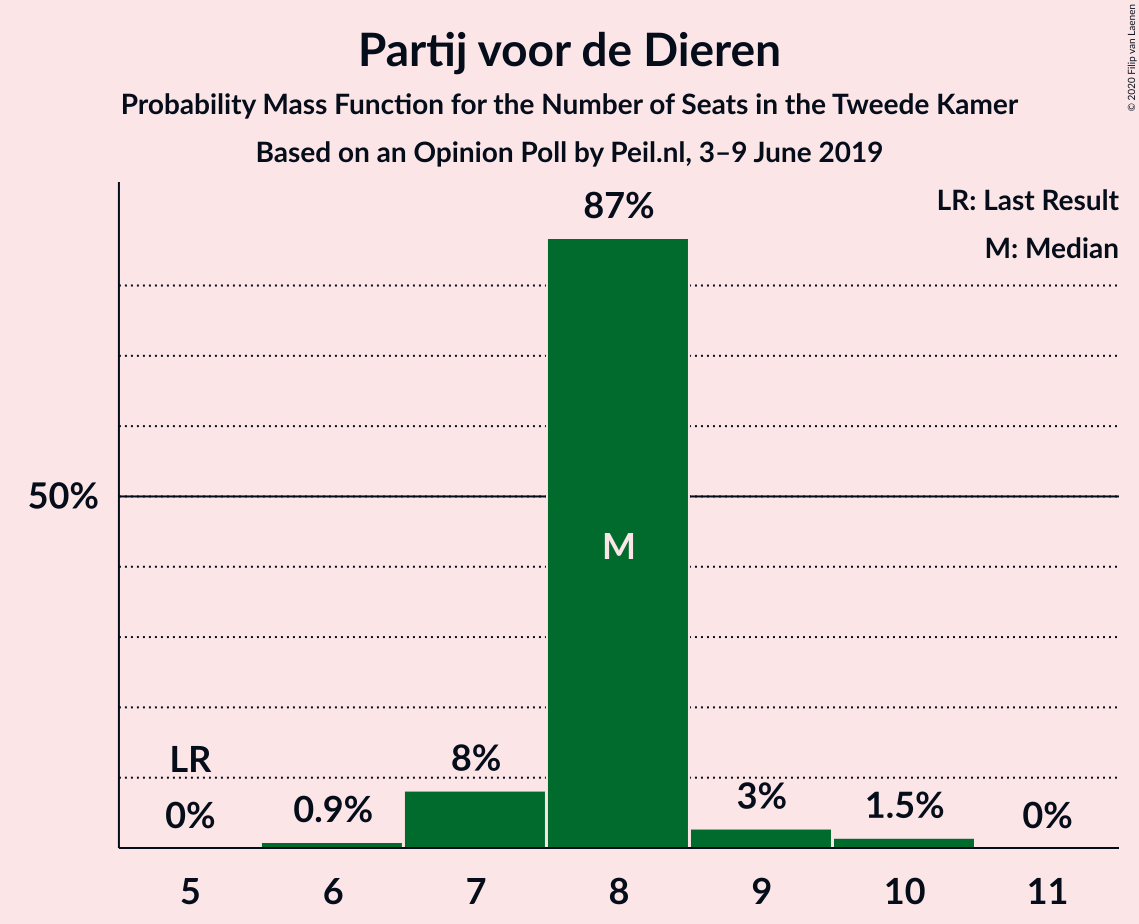 Partij voor de Dieren
Probability Mass Function for the Number of Seats in the Tweede Kamer
Based on an Opinion Poll by Peil.nl, 3–9 June 2019
© 2020 Filip van Laenen
LR: Last Result
M: Median
87%
50%
M
LR
0%
0.9%
8%
3%
1.5%
0%
5 6 7 8 9 10 11